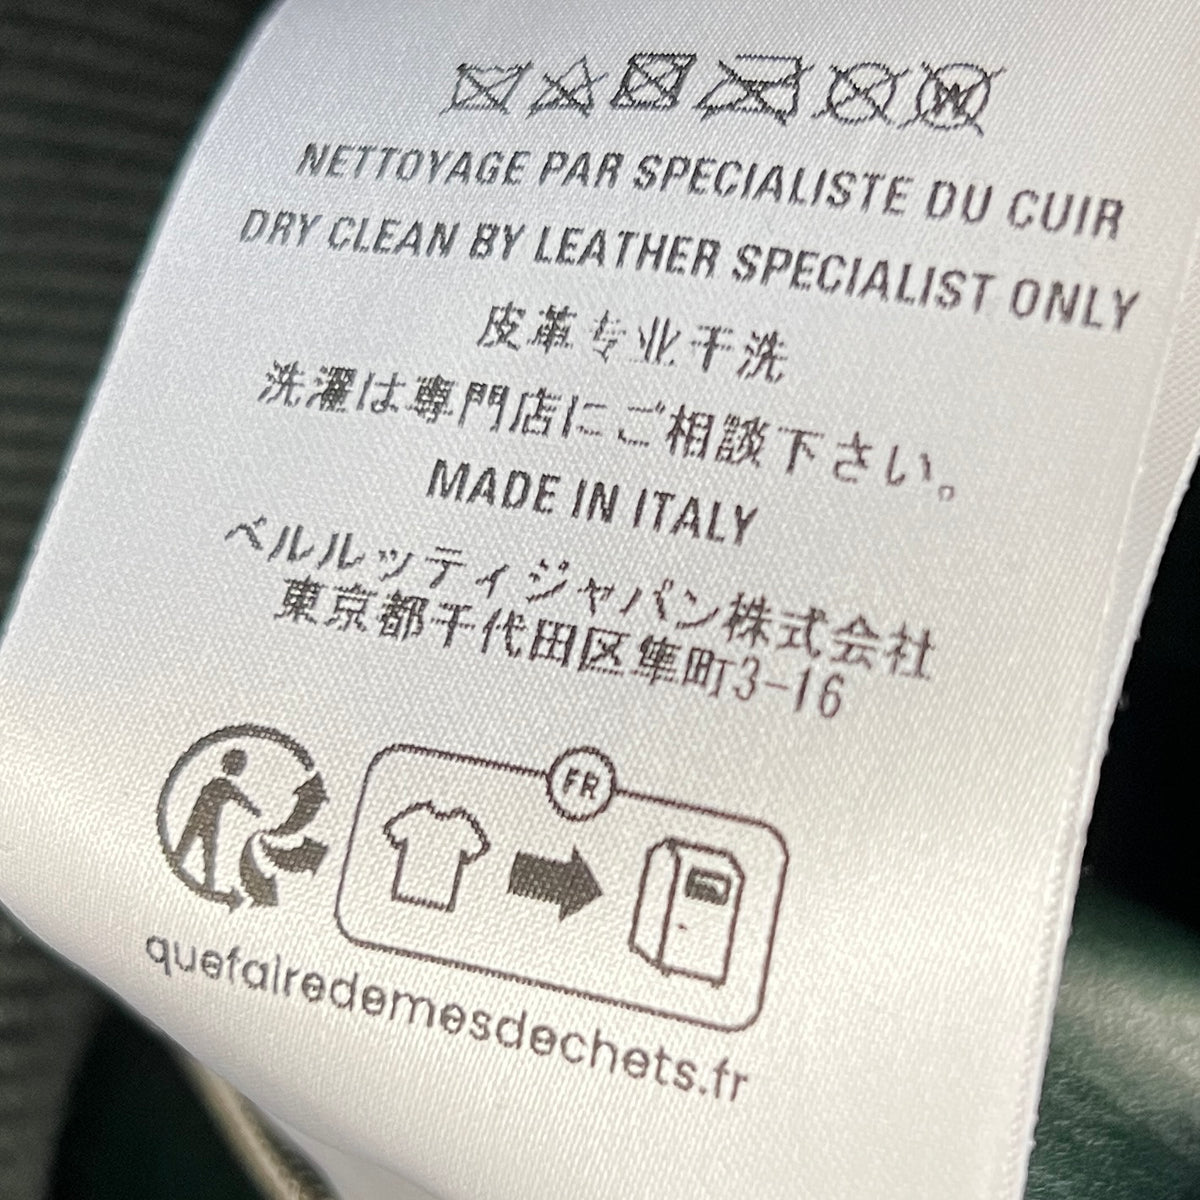 W
NETTOYAGE PAR SPECIALISTE DU CUIR
DRY CLEAN BY LEATHER SPECIALIST ONLY
皮革专业干洗
洗濯は専門店にご相談下さい。
MADE IN ITALY
ベルルッティジャパン株式会社
東京都千代田区隼町3-16
FR
quefairedemesdechets.fr